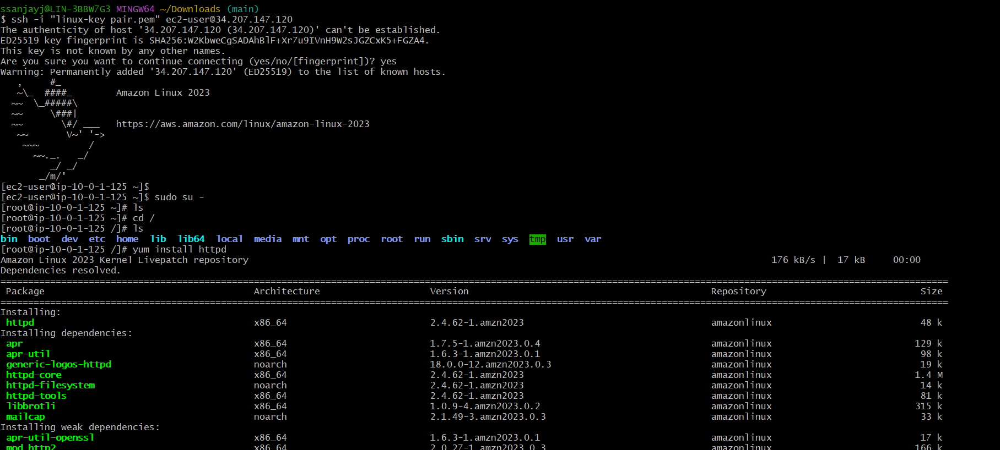 ssanjayj@LIN-3BBW7G3 MINGW64 ~/Downloads (main)
$ ssh -i "linux-key pair.pem" ec2-user@34.207.147.120
The authenticity of host '34.207.147.120 (34.207.147.120)' can't be established.
ED25519 key fingerprint is SHA256:W2KbweCgSADAhBlF+Xr7u9IVnH9W2sJGZCxK5+FGZA4.
This key is not known by any other names.
Are you sure you want to continue connecting (yes/no/[fingerprint])? yes
Warning: Permanently added '34.207.147.120' (ED25519) to the list of known hosts.
   ,     #_
   ~\_  ####_        Amazon Linux 2023
  ~~  \_#####\
  ~~     \###|
  ~~       \#/ ___   https://aws.amazon.com/linux/amazon-linux-2023
   ~~       V~' '->
    ~~~         /
      ~~._.   _/
         _/ _/
       _/m/'
[ec2-user@ip-10-0-1-125 ~]$
[ec2-user@ip-10-0-1-125 ~]$ sudo su -
[root@ip-10-0-1-125 ~]# ls
[root@ip-10-0-1-125 ~]# cd /
[root@ip-10-0-1-125 /]# ls
bin  boot  dev  etc  home  lib  lib64  local  media  mnt  opt  proc  root  run  sbin  srv  sys  tmp  usr  var
[root@ip-10-0-1-125 /]# yum install httpd
Amazon Linux 2023 Kernel Livepatch repository 176 kB/s |  17 kB     00:00
Dependencies resolved.
================================================================================
Package Architecture Version Repository Size
================================================================================
Installing:
httpd x86_64 2.4.62-1.amzn2023 amazonlinux 48 k
Installing dependencies:
apr x86_64 1.7.5-1.amzn2023.0.4 amazonlinux 129 k
apr-util x86_64 1.6.3-1.amzn2023.0.1 amazonlinux 98 k
generic-logos-httpd noarch 18.0.0-12.amzn2023.0.3 amazonlinux 19 k
httpd-core x86_64 2.4.62-1.amzn2023 amazonlinux 1.4 M
httpd-filesystem noarch 2.4.62-1.amzn2023 amazonlinux 14 k
httpd-tools x86_64 2.4.62-1.amzn2023 amazonlinux 81 k
libbrotli x86_64 1.0.9-4.amzn2023.0.2 amazonlinux 315 k
mailcap noarch 2.1.49-3.amzn2023.0.3 amazonlinux 33 k
Installing weak dependencies:
apr-util-openssl x86_64 1.6.3-1.amzn2023.0.1 amazonlinux 17 k
mod_http2 x86_64 2.0.27-1.amzn2023.0.3 amazonlinux 166 k